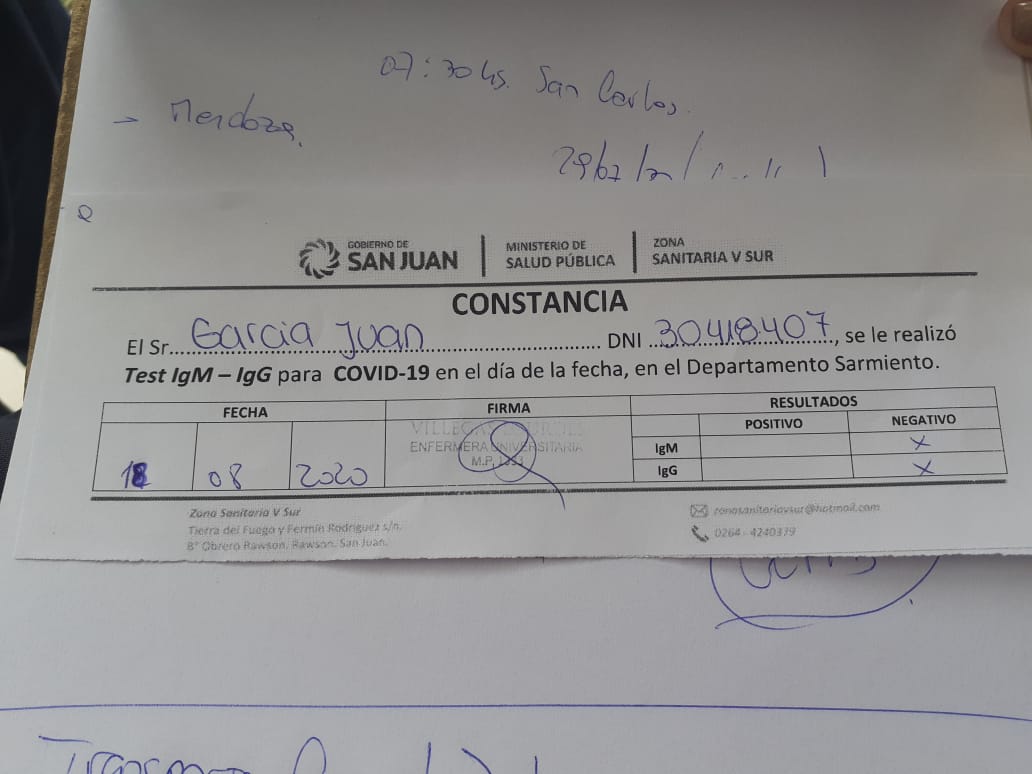 07:30 hs. San Carlos.
- Mendoza.
GOBIERNO DE
SAN JUAN
MINISTERIO DE
SALUD PÚBLICA
ZONA
SANITARIA V SUR
CONSTANCIA
El Sr. Garcia Juan DNI 30418407, se le realizó
Test IgM – IgG para COVID-19 en el día de la fecha, en el Departamento Sarmiento.
FECHA FIRMA RESULTADOS
POSITIVO NEGATIVO
IgM X
IgG X
18 08 2020
ENFERMERA UNIVERSITARIA
M.P.
Zona Sanitaria V Sur
Tierra del Fuego y Fermín Rodriguez s/n.
B° Obrero Rawson. Rawson. San Juan.
zonasanitariavsur@hotmail.com
0264 - 4240379